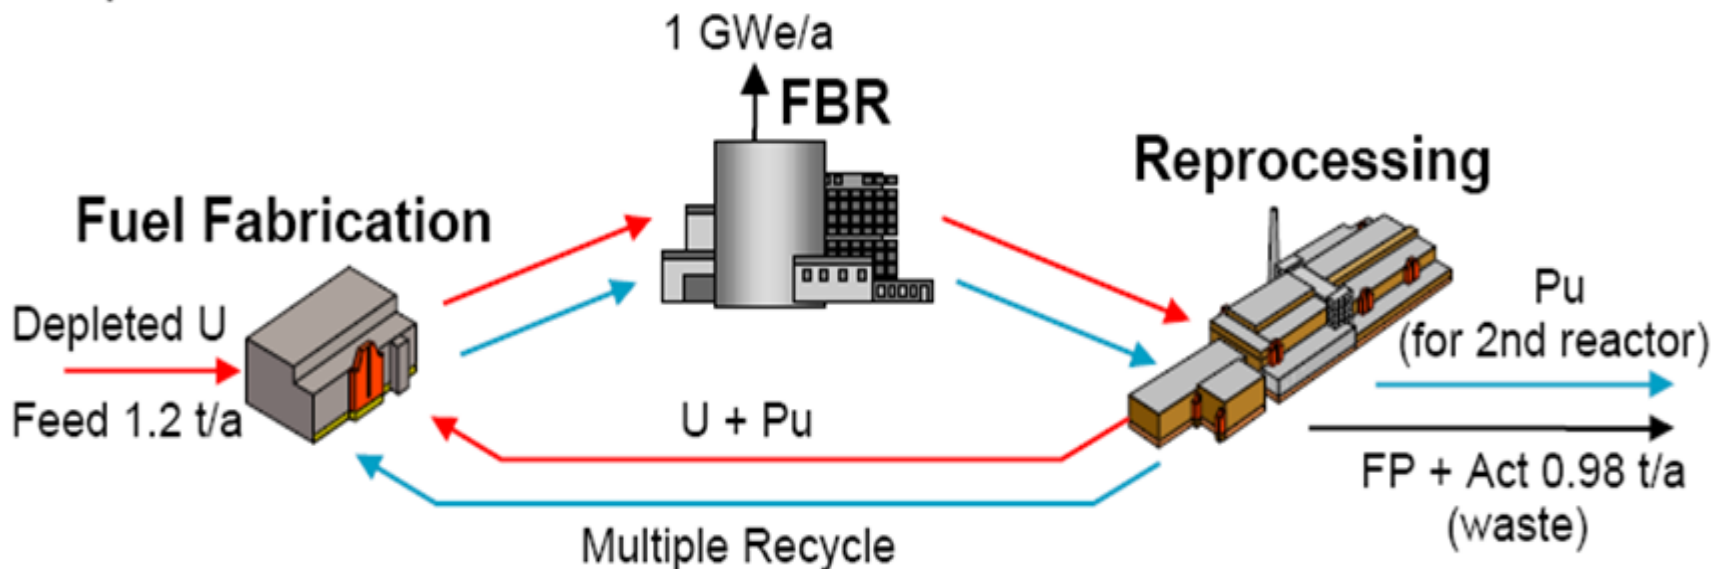 1 GWe/a
FBR
Reprocessing
Fuel Fabrication
Depleted U
Feed 1.2 t/a
U + Pu
Multiple Recycle
Pu
(for 2nd reactor)
FP + Act 0.98 t/a
(waste)